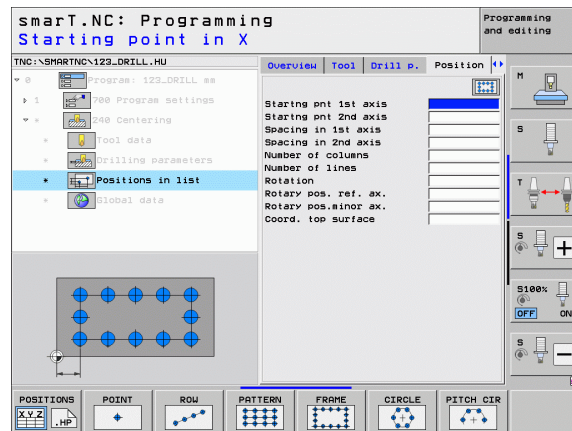 smarT.NC: Programming
Programming
and editing
Starting point in X
TNC:\SMARTNC\123_DRILL.HU
Overview Tool Drill p. Position
0 Program: 123_DRILL mm
1 700 Program settings
* 240 Centering
* Tool data
* Drilling parameters
* Positions in list
* Global data
Startng pnt 1st axis
Startng pnt 2nd axis
Spacing in 1st axis
Spacing in 2nd axis
Number of columns
Number of lines
Rotation
Rotary pos. ref. ax.
Rotary pos.minor ax.
Coord. top surface
M
S
T
S
+
S100%
OFF ON
S
-
POSITIONS POINT ROW PATTERN FRAME CIRCLE PITCH CIR
XYZ .HP